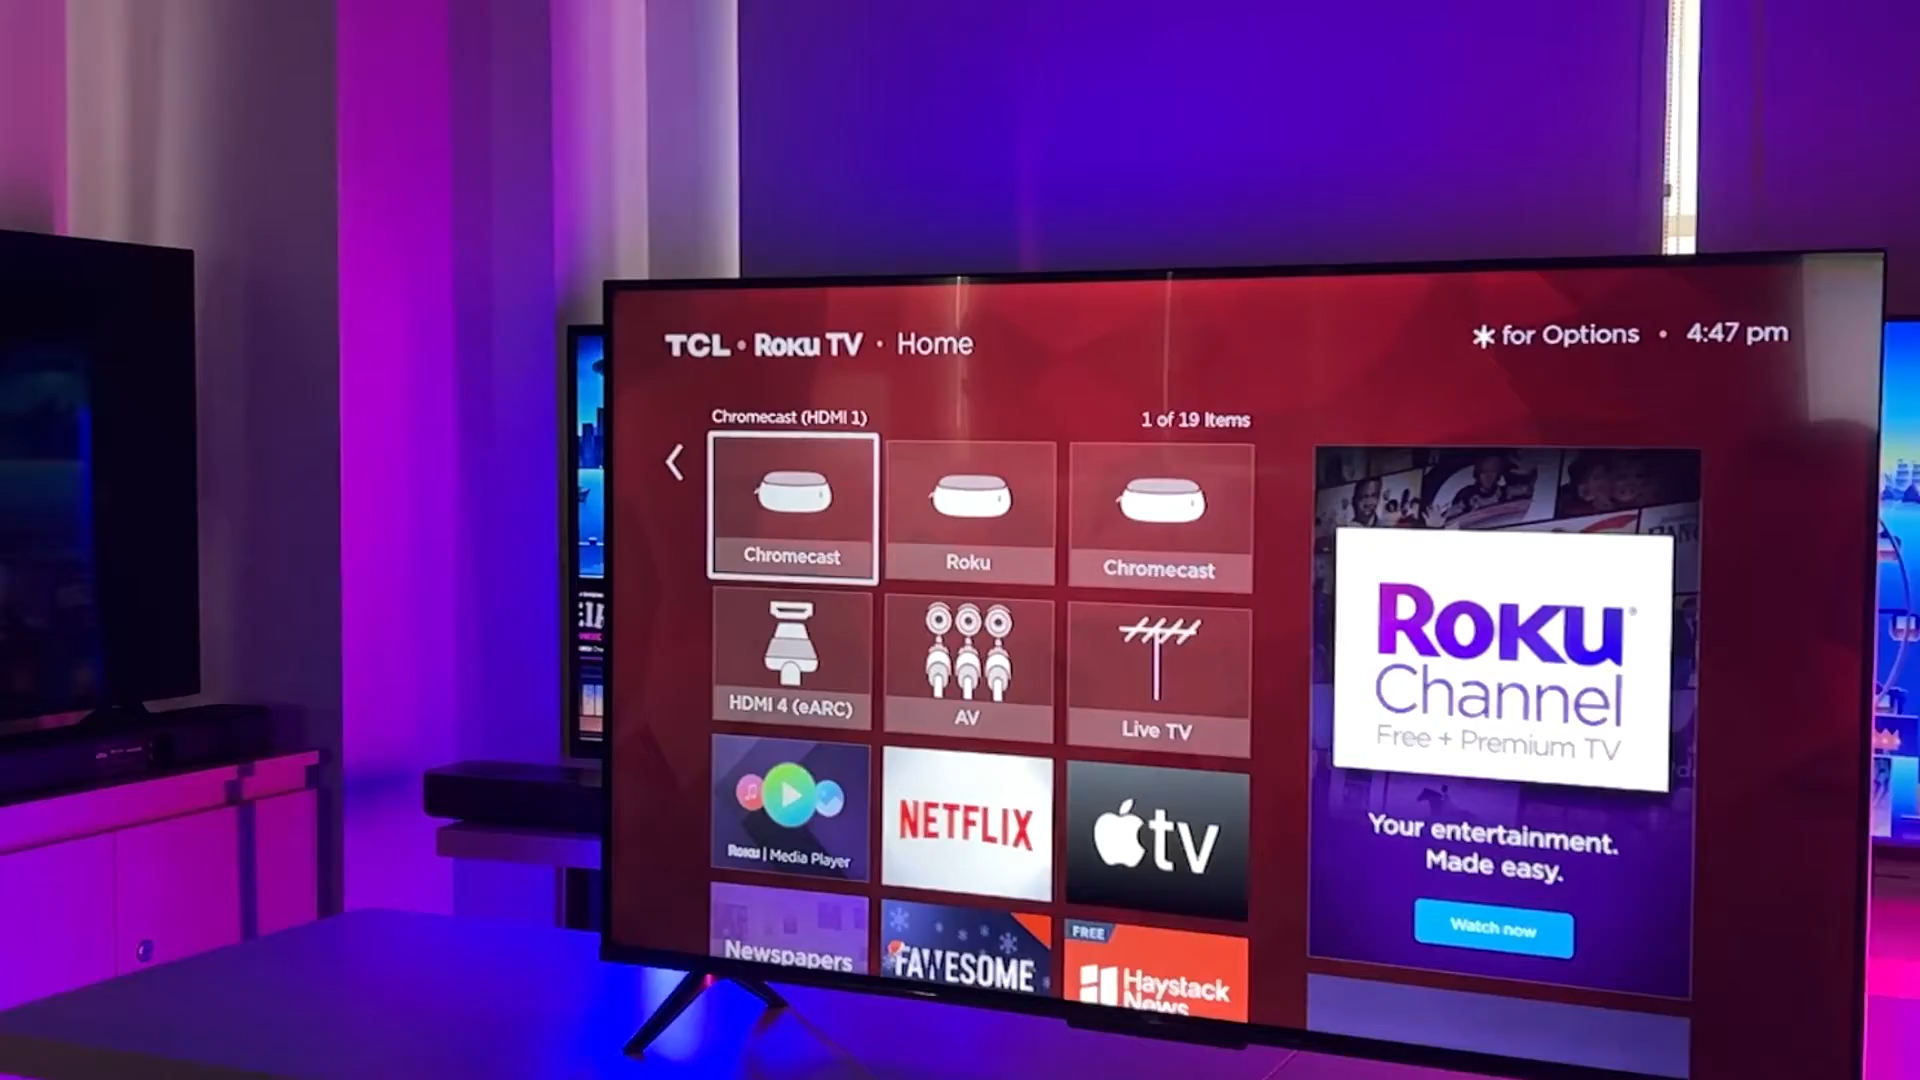 TCL • Roku TV • Home
* for Options • 4:47 pm
Chromecast (HDMI 1)
1 of 19 Items
Chromecast
Roku
Chromecast
HDMI 4 (eARC)
AV
Live TV
Roku | Media Player
NETFLIX
tv
Newspapers
FAWESOME
FREE
Haystack
News
Roku
Channel
Free + Premium TV
Your entertainment.
Made easy.
Watch now